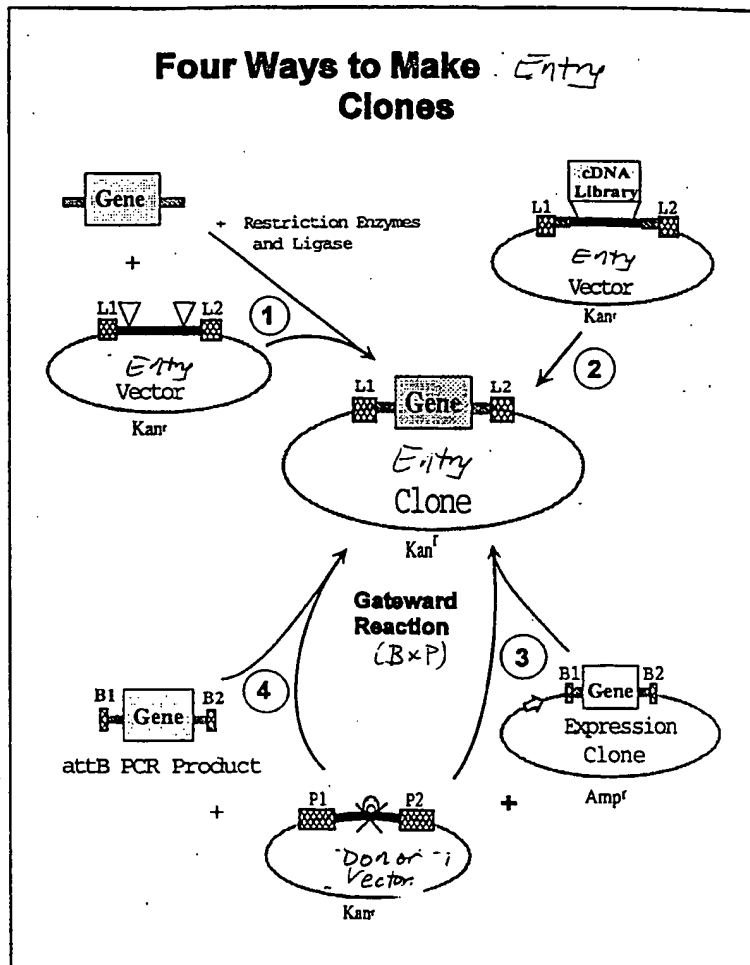 Four Ways to Make Entry
Clones
Gene
+ Restriction Enzymes
and Ligase
+
L1 L2
1
Entry
Vector
Kanr
cDNA
Library
L1 L2
Entry
Vector
Kanr
2
L1 Gene L2
Entry
Clone
Kanr
Gateward
Reaction
(B×P)
3
4
B1 Gene B2
attB PCR Product
+
B1 Gene B2
Expression
Clone
Ampr
+
P1 P2
Donor
Vector
Kanr